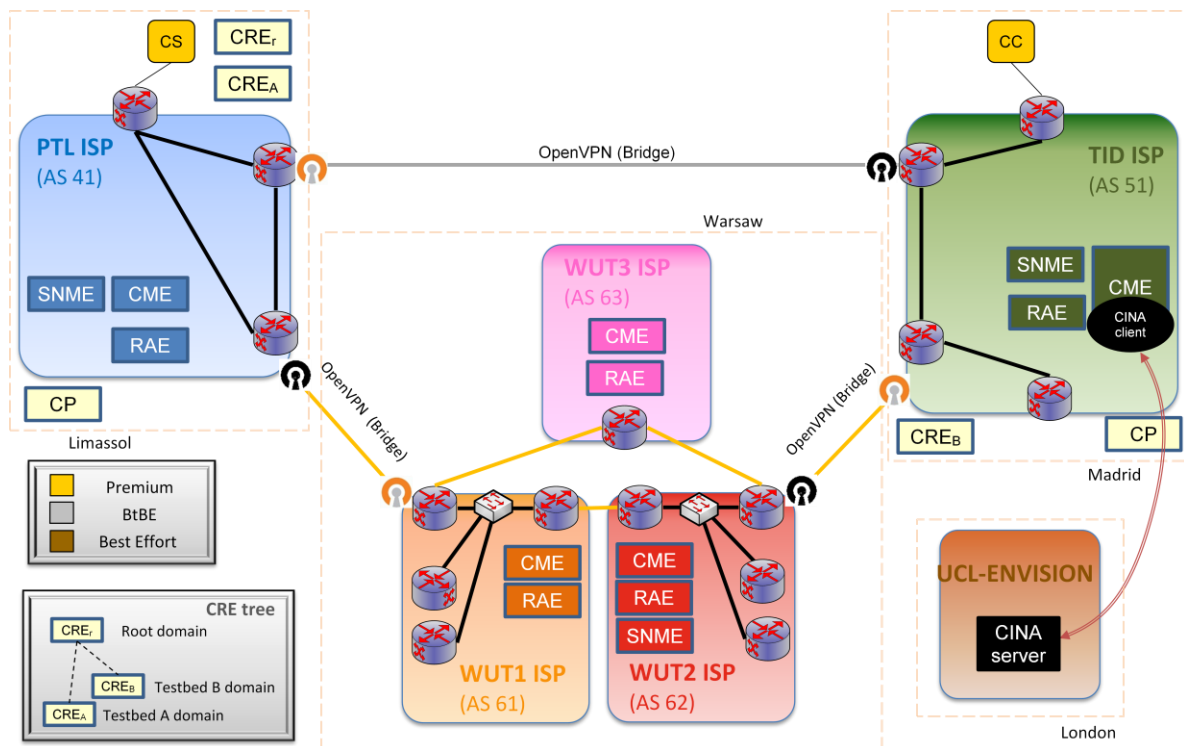 CS
CREr
CREA
PTL ISP
(AS 41)
SNME
CME
RAE
CP
Limassol
OpenVPN (Bridge)
CC
TID ISP
(AS 51)
SNME
CME
RAE
CINA
client
CREB
CP
Madrid
Warsaw
WUT3 ISP
(AS 63)
CME
RAE
OpenVPN (Bridge)
OpenVPN (Bridge)
CME
RAE
WUT1 ISP
(AS 61)
CME
RAE
SNME
WUT2 ISP
(AS 62)
UCL-ENVISION
CINA
server
London
Premium
BtBE
Best Effort
CRE tree
CREr
Root domain
CREB
Testbed B domain
CREA
Testbed A domain